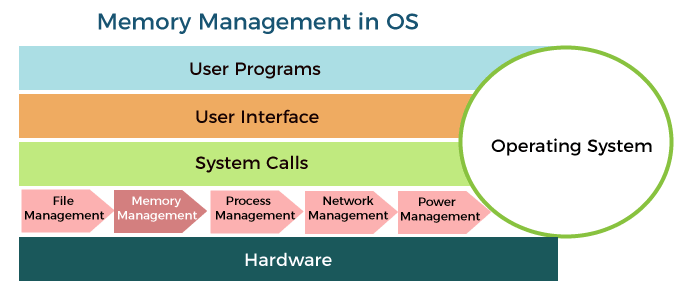 Memory Management in OS
User Programs
User Interface
System Calls
Operating System
File
Management
Memory
Management
Process
Management
Network
Management
Power
Management
Hardware